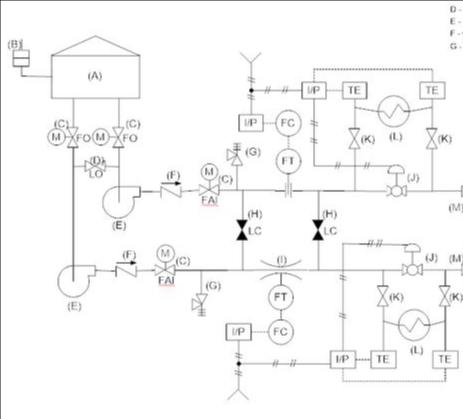 D -
E -
F -
G -
(B)
(A)
I/P TE TE
(C) (C)
(L)
M FO M FO
I/P FC
(K) (K)
(D)
LO
(G)
FT
(F) M (C)
(J)
FAI
(E)
(M)
(H) (H)
LC LC
(F) M (C)
(I)
(J) (M)
FAI
(E)
(G)
FT
(K) (K)
I/P FC
(L)
I/P TE TE